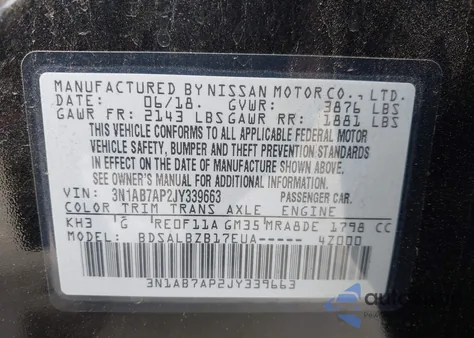 MANUFACTURED BY NISSAN MOTOR CO., LTD.
DATE: 06/18. GVWR: 3876 LBS
GAWR FR: 2143 LBS GAWR RR: 1881 LBS
THIS VEHICLE CONFORMS TO ALL APPLICABLE FEDERAL MOTOR
VEHICLE SAFETY, BUMPER AND THEFT PREVENTION STANDARDS
IN EFFECT ON THE DATE OF MANUFACTURE SHOWN ABOVE.
SEE OWNER'S MANUAL FOR ADDITIONAL INFORMATION.
VIN: 3N1AB7AP2JY339663 PASSENGER CAR.
COLOR TRIM TRANS AXLE ENGINE
KH3 G RE0F11A GM35 MRA8DE 1798 CC
MODEL: BDSALBZB17EUA----- 4Z000
3N1AB7AP2JY339663